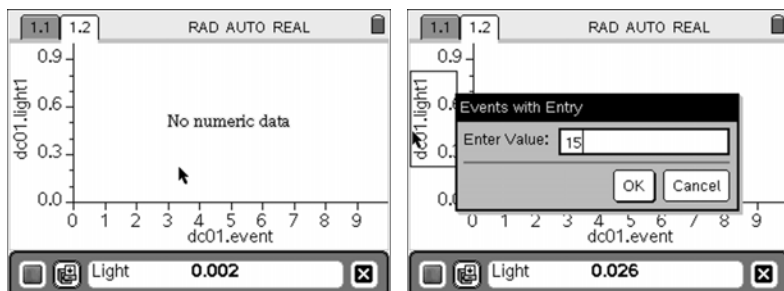 1.1 1.2 RAD AUTO REAL
0.9
0.6
0.3
0.0
dc01.light1
No numeric data
0 1 2 3 4 5 6 7 8 9
dc01.event
Light 0.002
1.1 1.2 RAD AUTO REAL
0.9
0.
0.
0.
dc01.light1
Events with Entry
Enter Value: 15
OK Cancel
0 1 2 3 4 5 6 7 8 9
dc01.event
Light 0.026